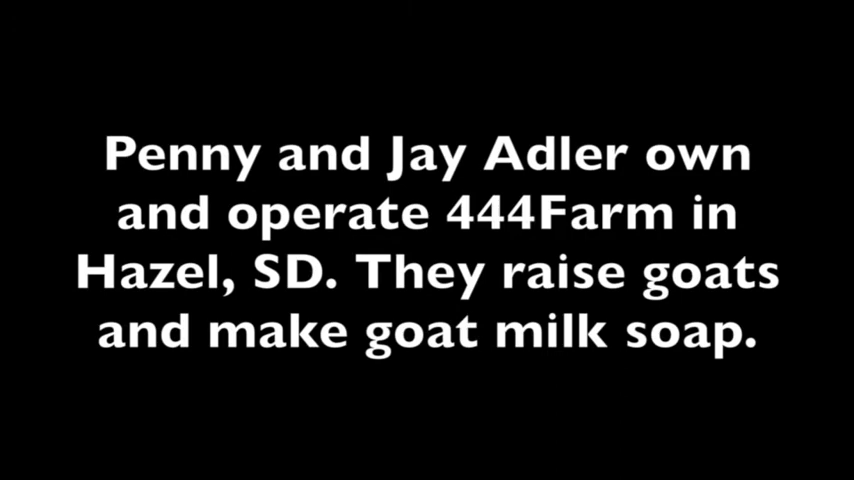 Penny and Jay Adler own
and operate 444Farm in
Hazel, SD. They raise goats
and make goat milk soap.